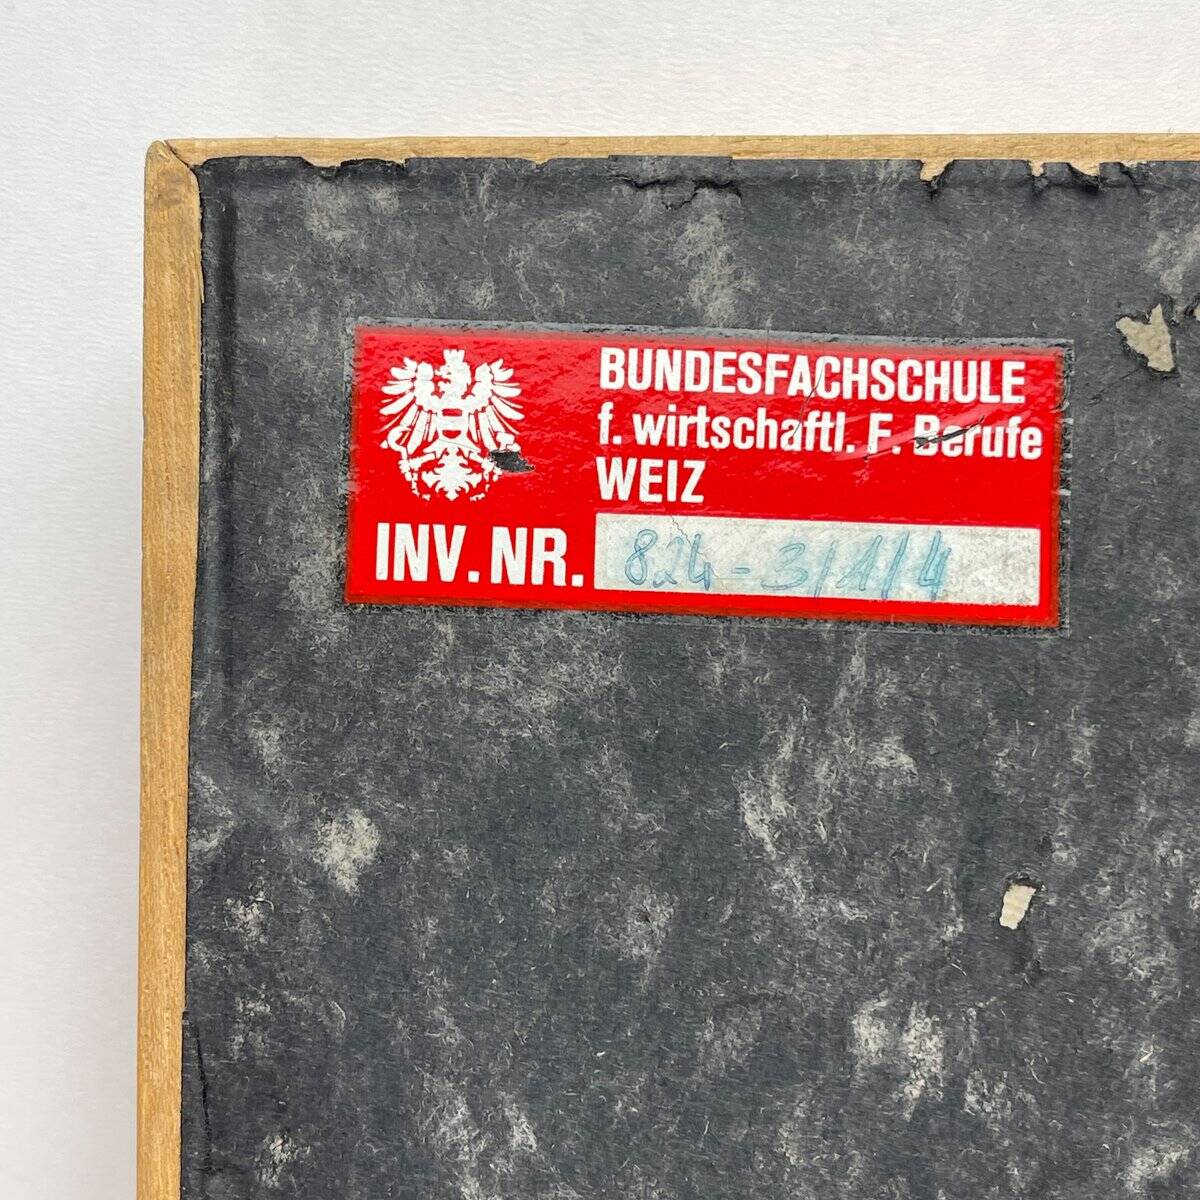 BUNDESFACHSCHULE
f. wirtschaftl. F. Berufe
WEIZ
INV. NR. 824-3/1/4